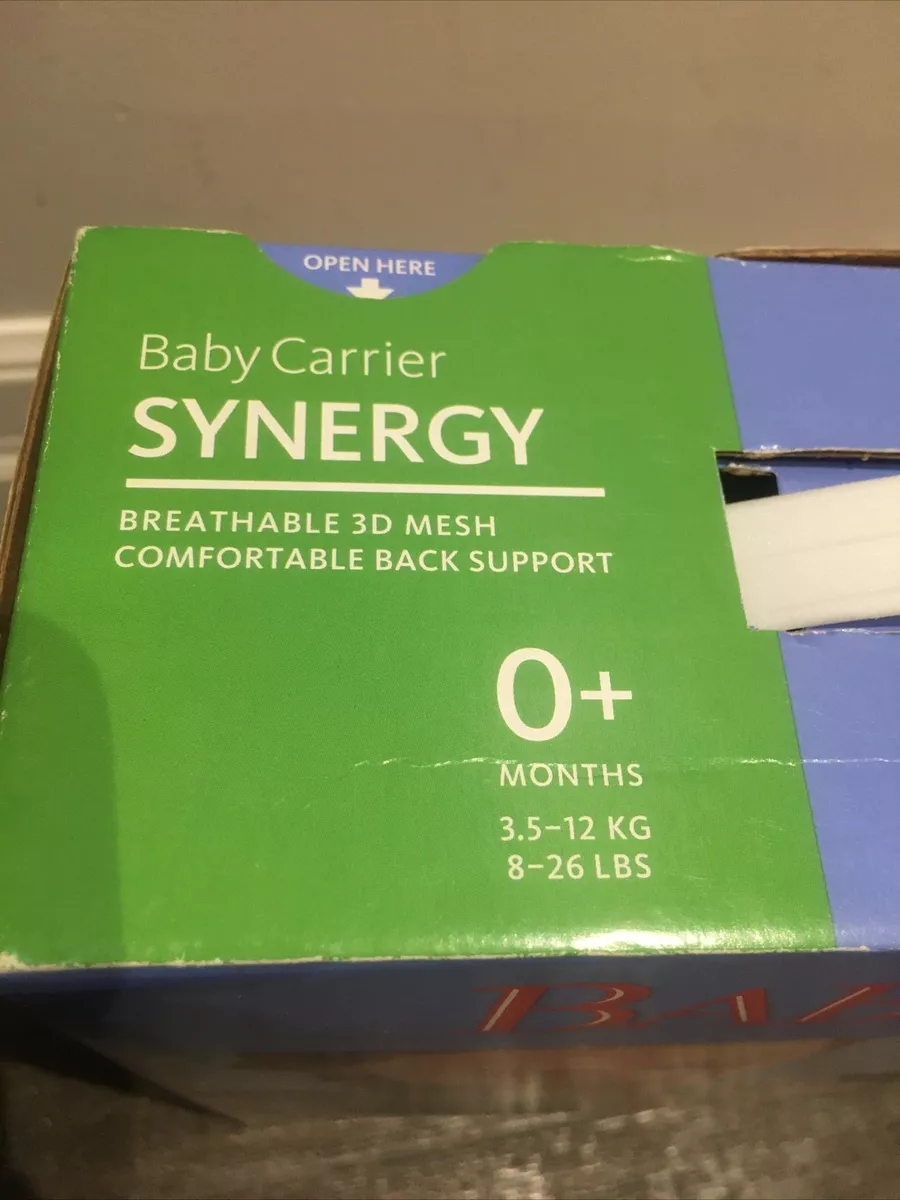 OPEN HERE
Baby Carrier
SYNERGY
BREATHABLE 3D MESH
COMFORTABLE BACK SUPPORT
0+
MONTHS
3.5-12 KG
8-26 LBS